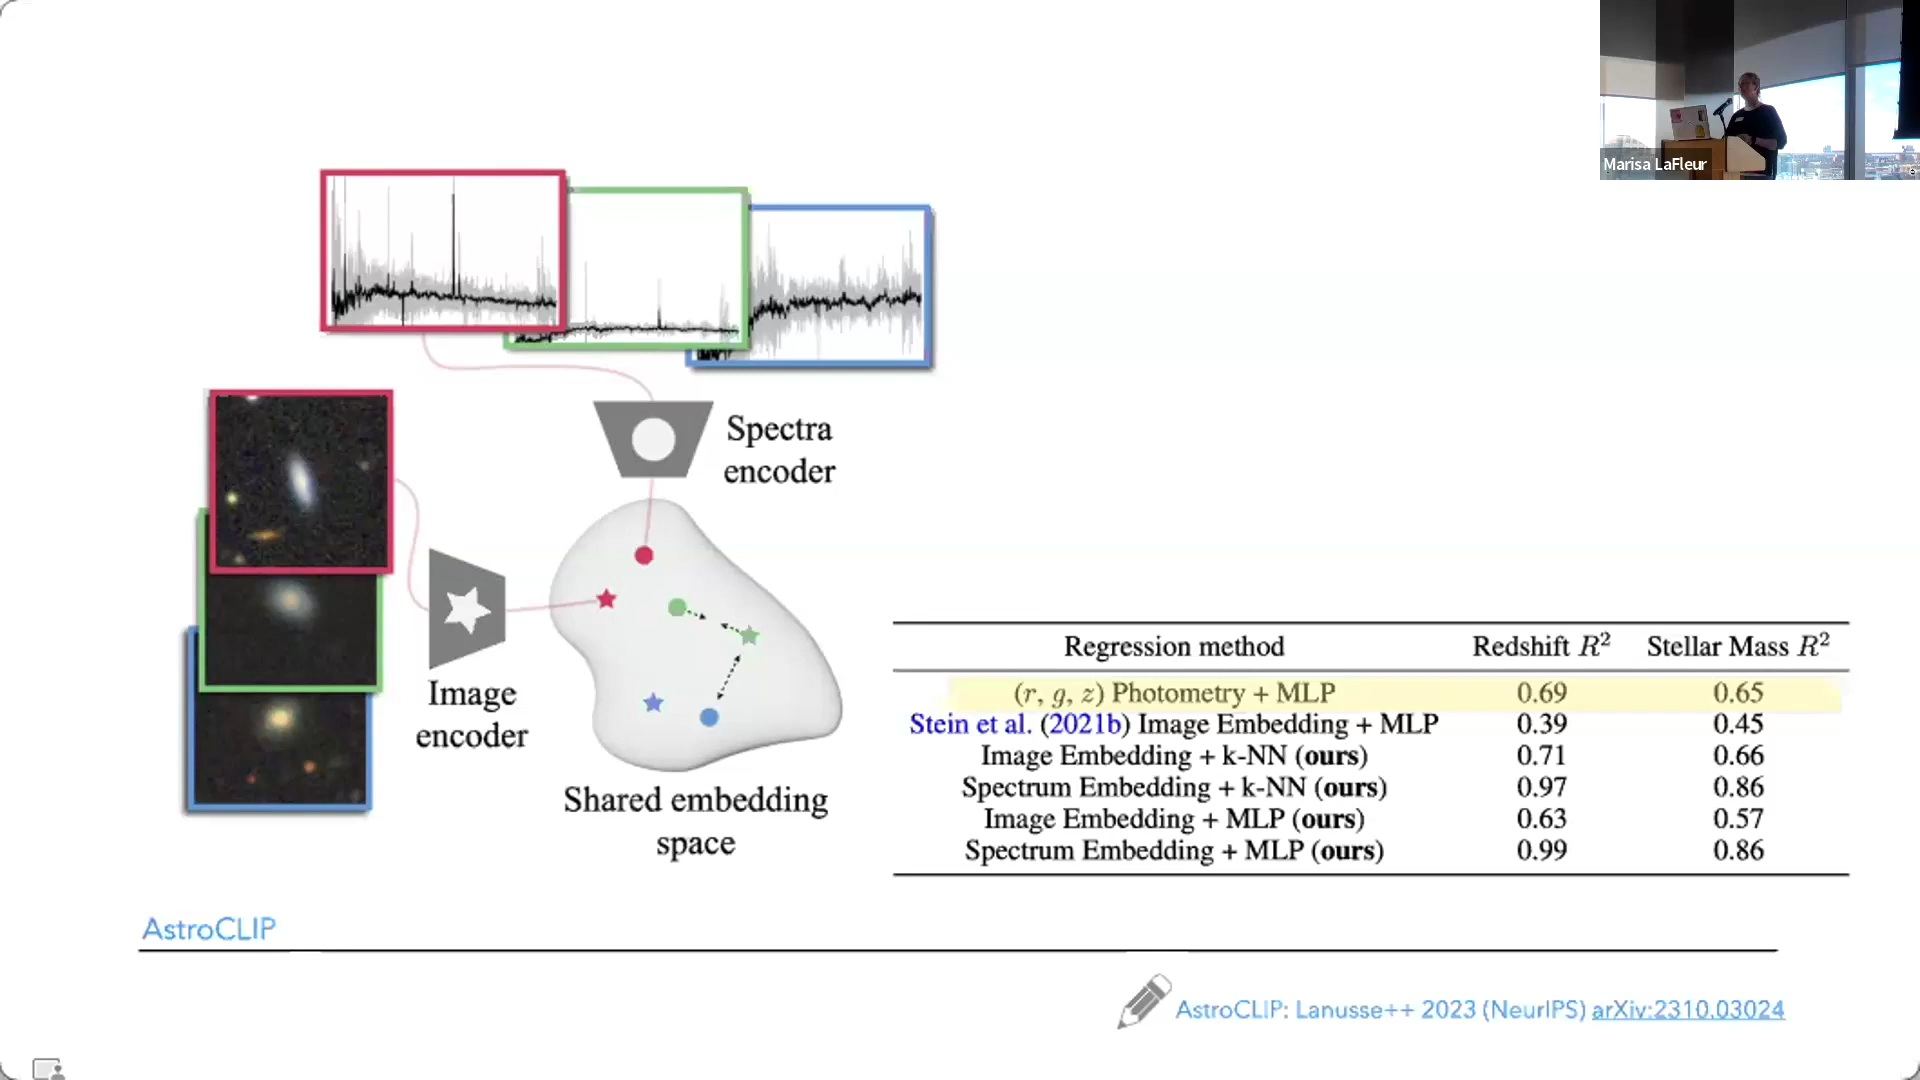 Marisa LaFleur
Spectra
encoder
Image
encoder
Shared embedding
space
Regression method Redshift R² Stellar Mass R²
(r, g, z) Photometry + MLP 0.69 0.65
Stein et al. (2021b) Image Embedding + MLP 0.39 0.45
Image Embedding + k-NN (ours) 0.71 0.66
Spectrum Embedding + k-NN (ours) 0.97 0.86
Image Embedding + MLP (ours) 0.63 0.57
Spectrum Embedding + MLP (ours) 0.99 0.86
AstroCLIP
AstroCLIP: Lanusse++ 2023 (NeurIPS) arXiv:2310.03024